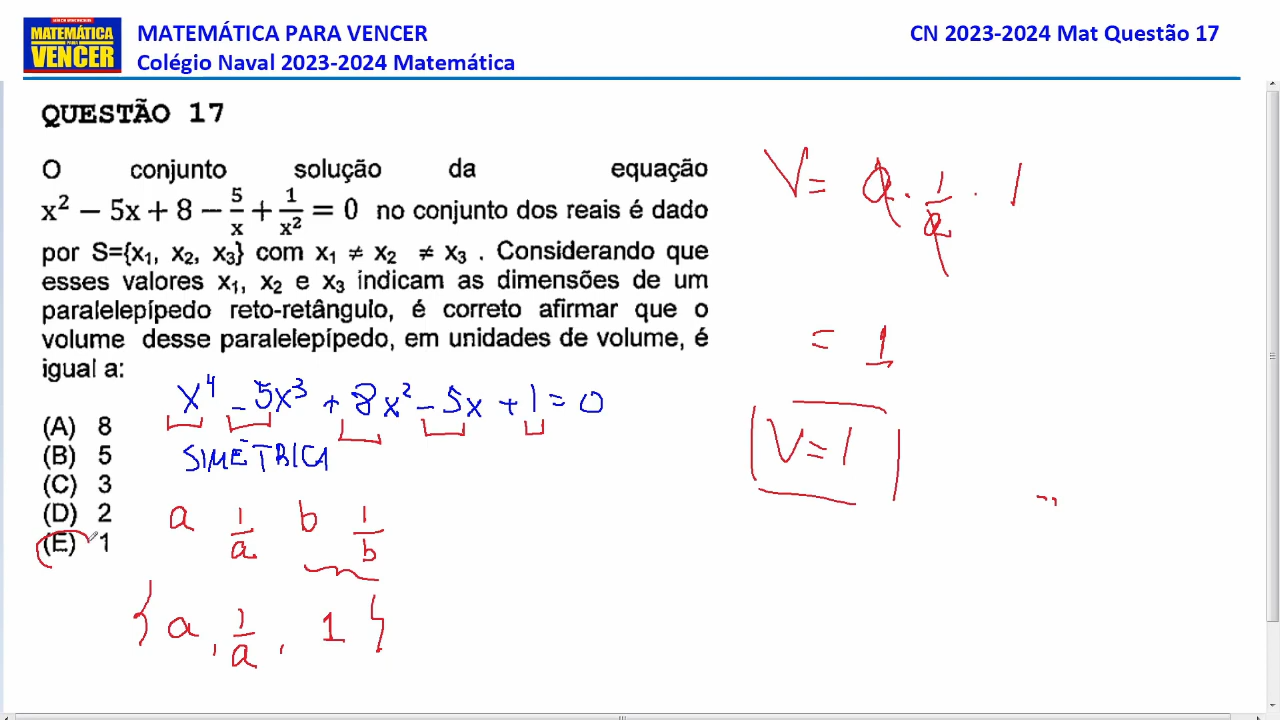 MATEMÁTICA
PARA
VENCER
MATEMÁTICA PARA VENCER
Colégio Naval 2023-2024 Matemática
CN 2023-2024 Mat Questão 17
QUESTÃO 17
O conjunto solução da equação
x² − 5x + 8 − 5/x + 1/x² = 0 no conjunto dos reais é dado
por S={x₁, x₂, x₃} com x₁ ≠ x₂ ≠ x₃ . Considerando que
esses valores x₁, x₂ e x₃ indicam as dimensões de um
paralelepípedo reto-retângulo, é correto afirmar que o
volume desse paralelepípedo, em unidades de volume, é
igual a:
(A) 8
(B) 5
(C) 3
(D) 2
(E) 1
x⁴ − 5x³ + 8x² − 5x + 1 = 0
SIMÉTRICA
a 1/a b 1/b
{ a, 1/a, 1 }
V = a · 1/a · 1
= 1
V = 1